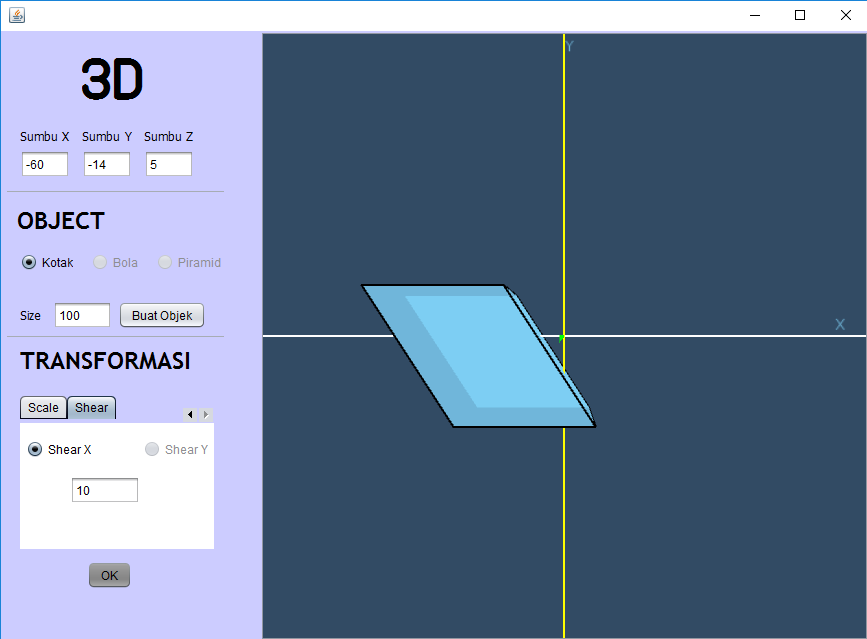 3D
Sumbu X Sumbu Y Sumbu Z
-60 -14 5
OBJECT
Kotak Bola Piramid
Size 100 Buat Objek
TRANSFORMASI
Scale Shear
Shear X Shear Y
10
OK
Y
X